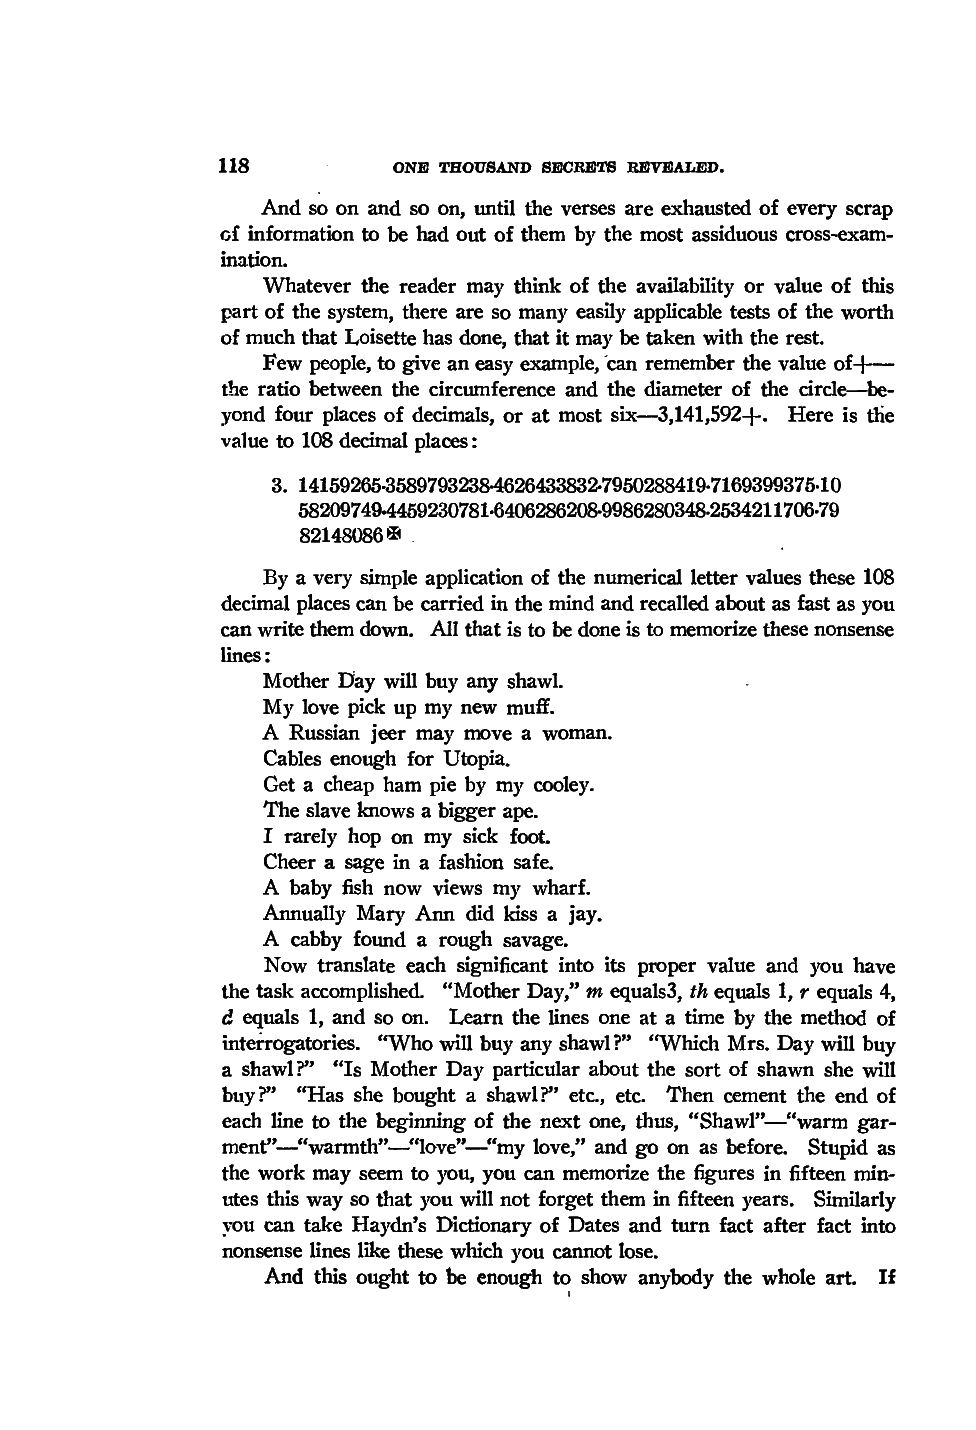 118 ONE THOUSAND SECRETS REVEALED.
And so on and so on, until the verses are exhausted of every scrap
of information to be had out of them by the most assiduous cross-exam-
ination.
Whatever the reader may think of the availability or value of this
part of the system, there are so many easily applicable tests of the worth
of much that Loisette has done, that it may be taken with the rest.
Few people, to give an easy example, can remember the value of+—
the ratio between the circumference and the diameter of the circle—be-
yond four places of decimals, or at most six—3,141,592+. Here is the
value to 108 decimal places:
3. 14159265·3589793238·4626433832·7950288419·7169399375·10
58209749·4459230781·6406286208·9986280348·2534211706·79
82148086
By a very simple application of the numerical letter values these 108
decimal places can be carried in the mind and recalled about as fast as you
can write them down. All that is to be done is to memorize these nonsense
lines:
Mother Day will buy any shawl.
My love pick up my new muff.
A Russian jeer may move a woman.
Cables enough for Utopia.
Get a cheap ham pie by my cooley.
The slave knows a bigger ape.
I rarely hop on my sick foot.
Cheer a sage in a fashion safe.
A baby fish now views my wharf.
Annually Mary Ann did kiss a jay.
A cabby found a rough savage.
Now translate each significant into its proper value and you have
the task accomplished. “Mother Day,” m equals3, th equals 1, r equals 4,
d equals 1, and so on. Learn the lines one at a time by the method of
interrogatories. “Who will buy any shawl?” “Which Mrs. Day will buy
a shawl?” “Is Mother Day particular about the sort of shawn she will
buy?” “Has she bought a shawl?” etc., etc. Then cement the end of
each line to the beginning of the next one, thus, “Shawl”—“warm gar-
ment”—“warmth”—“love”—“my love,” and go on as before. Stupid as
the work may seem to you, you can memorize the figures in fifteen min-
utes this way so that you will not forget them in fifteen years. Similarly
you can take Haydn’s Dictionary of Dates and turn fact after fact into
nonsense lines like these which you cannot lose.
And this ought to be enough to show anybody the whole art. If